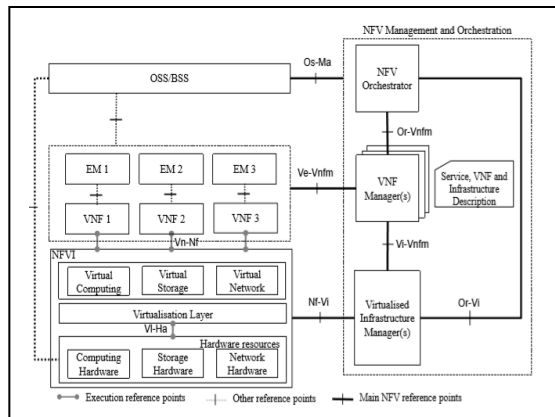 NFV Management and Orchestration
Os-Ma
OSS/BSS
NFV
Orchestrator
Or-Vnfm
EM 1
EM 2
EM 3
Ve-Vnfm
VNF
Manager(s)
Service, VNF and
Infrastructure
Description
VNF 1
VNF 2
VNF 3
Vn-Nf
NFVI
Vi-Vnfm
Virtual
Computing
Virtual
Storage
Virtual
Network
Nf-Vi
Virtualised
Infrastructure
Manager(s)
Or-Vi
Virtualisation Layer
Vl-Ha
Hardware resources
Computing
Hardware
Storage
Hardware
Network
Hardware
Execution reference points
Other reference points
Main NFV reference points